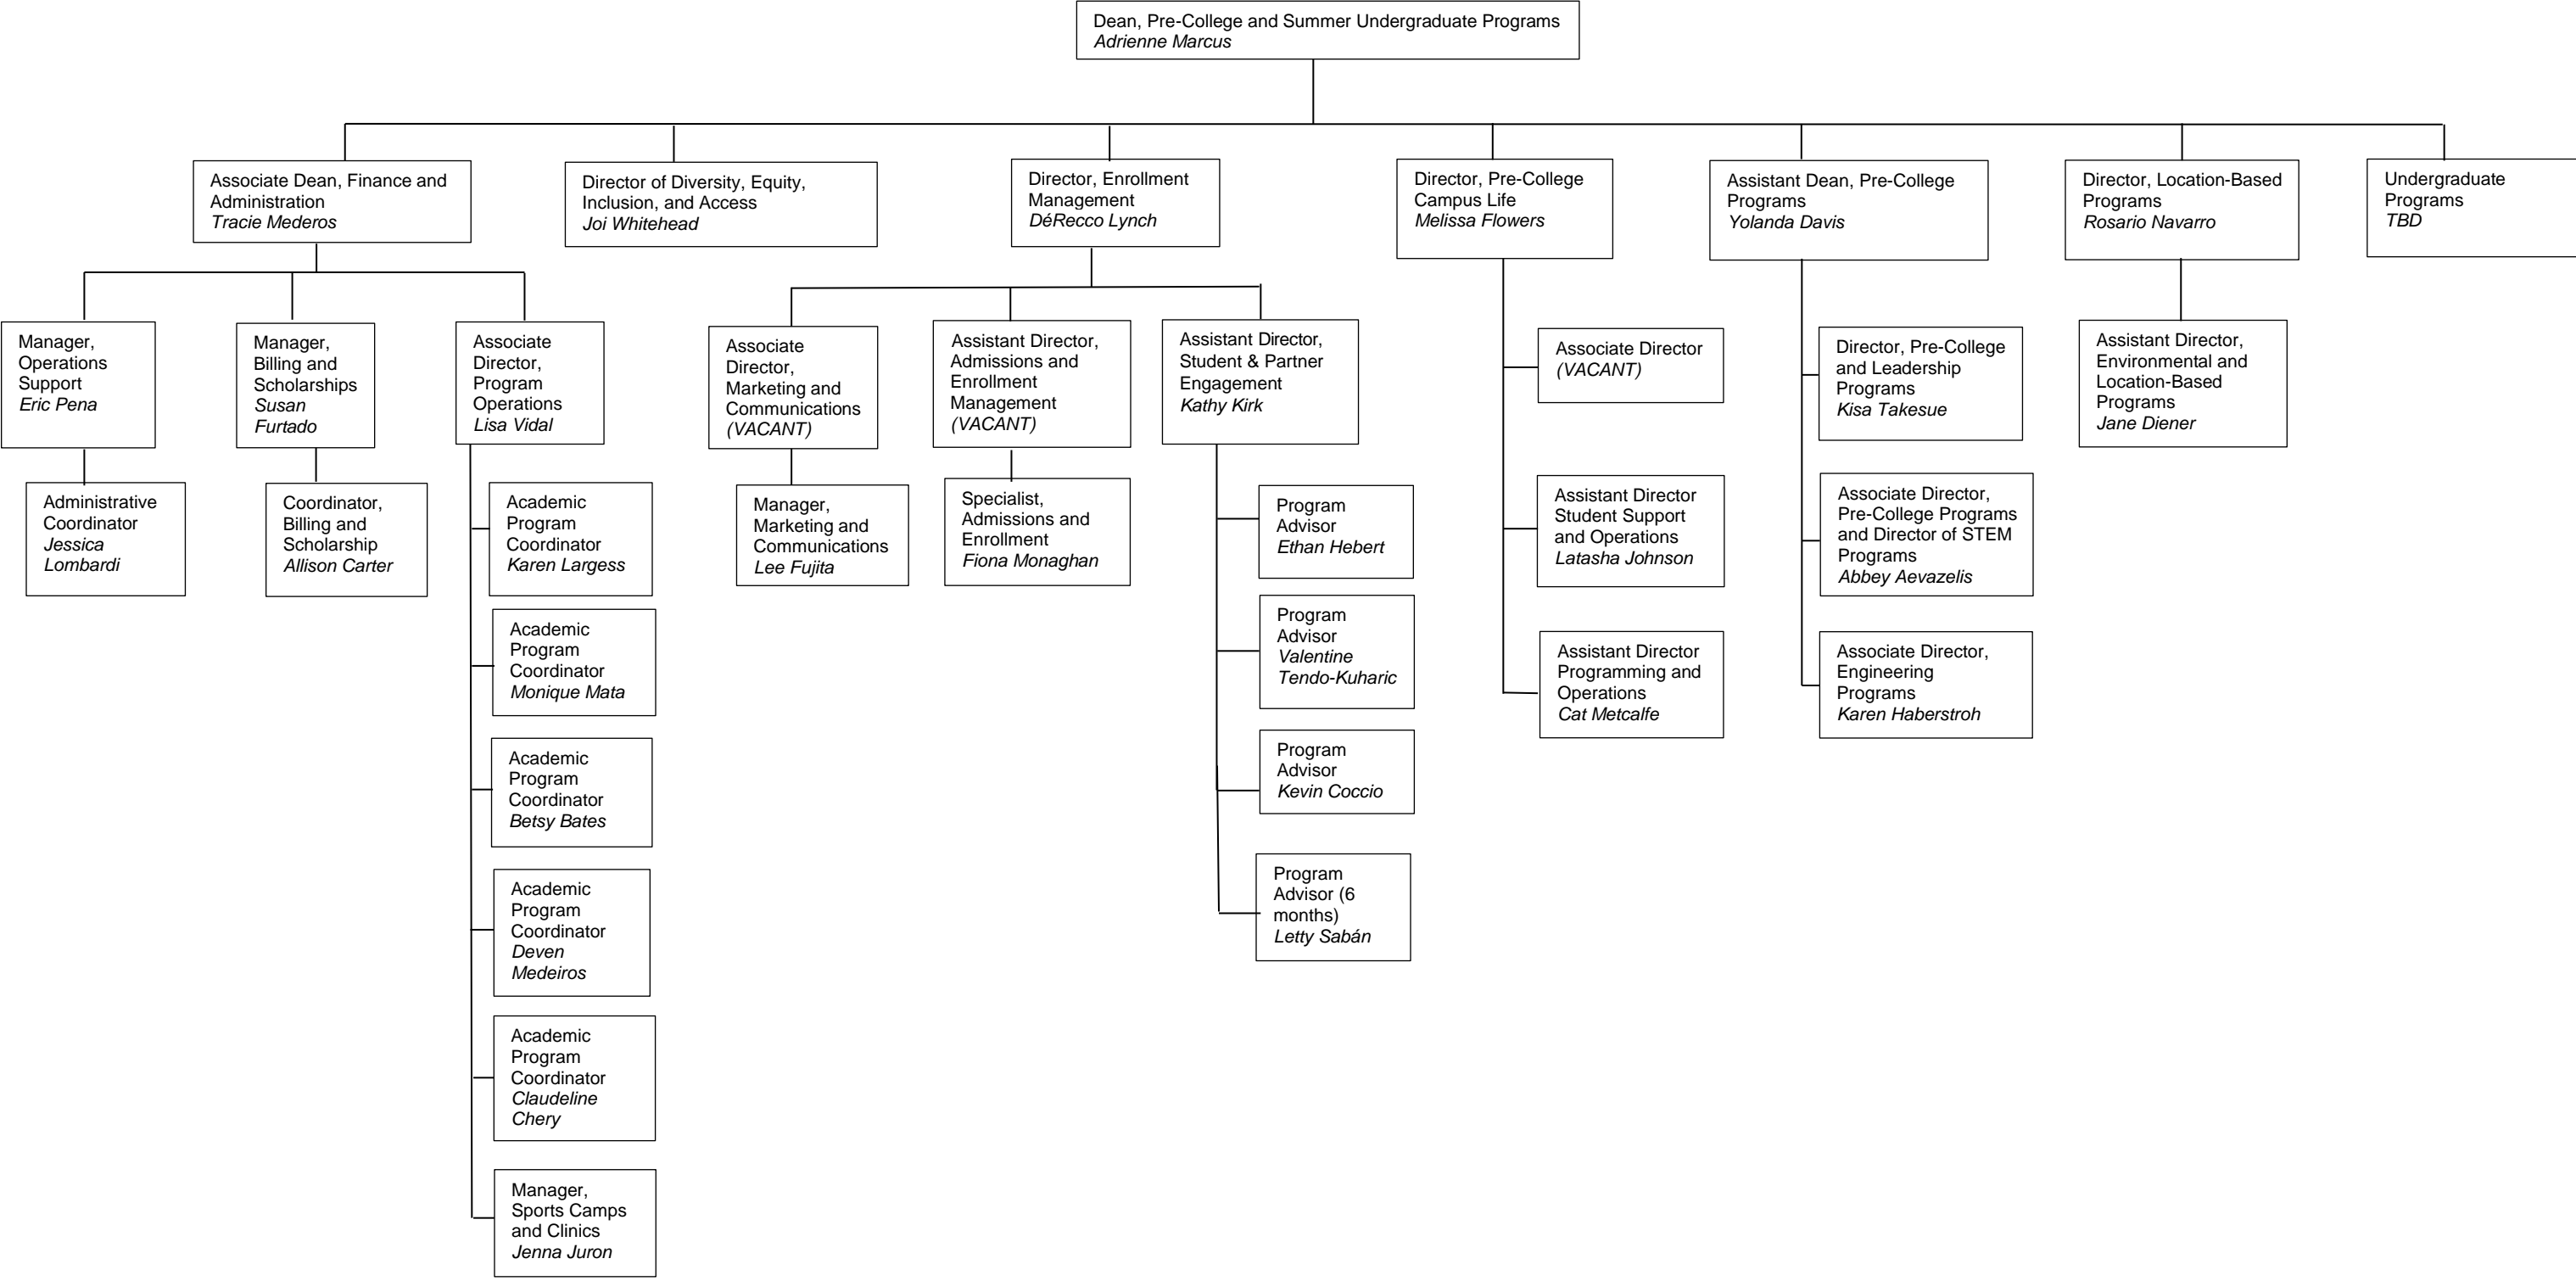 Dean, Pre-College and Summer Undergraduate Programs
Adrienne Marcus
Associate Dean, Finance and
Administration
Tracie Mederos
Director of Diversity, Equity,
Inclusion, and Access
Joi Whitehead
Director, Enrollment
Management
DéRecco Lynch
Director, Pre-College
Campus Life
Melissa Flowers
Assistant Dean, Pre-College
Programs
Yolanda Davis
Director, Location-Based
Programs
Rosario Navarro
Undergraduate
Programs
TBD
Manager,
Operations
Support
Eric Pena
Manager,
Billing and
Scholarships
Susan
Furtado
Associate
Director,
Program
Operations
Lisa Vidal
Associate
Director,
Marketing and
Communications
(VACANT)
Assistant Director,
Admissions and
Enrollment
Management
(VACANT)
Assistant Director,
Student & Partner
Engagement
Kathy Kirk
Associate Director
(VACANT)
Director, Pre-College
and Leadership
Programs
Kisa Takesue
Assistant Director,
Environmental and
Location-Based
Programs
Jane Diener
Administrative
Coordinator
Jessica
Lombardi
Coordinator,
Billing and
Scholarship
Allison Carter
Academic
Program
Coordinator
Karen Largess
Manager,
Marketing and
Communications
Lee Fujita
Specialist,
Admissions and
Enrollment
Fiona Monaghan
Program
Advisor
Ethan Hebert
Assistant Director
Student Support
and Operations
Latasha Johnson
Associate Director,
Pre-College Programs
and Director of STEM
Programs
Abbey Aevazelis
Academic
Program
Coordinator
Monique Mata
Program
Advisor
Valentine
Tendo-Kuharic
Assistant Director
Programming and
Operations
Cat Metcalfe
Associate Director,
Engineering
Programs
Karen Haberstroh
Academic
Program
Coordinator
Betsy Bates
Program
Advisor
Kevin Coccio
Academic
Program
Coordinator
Deven
Medeiros
Program
Advisor (6
months)
Letty Sabán
Academic
Program
Coordinator
Claudeline
Chery
Manager,
Sports Camps
and Clinics
Jenna Juron